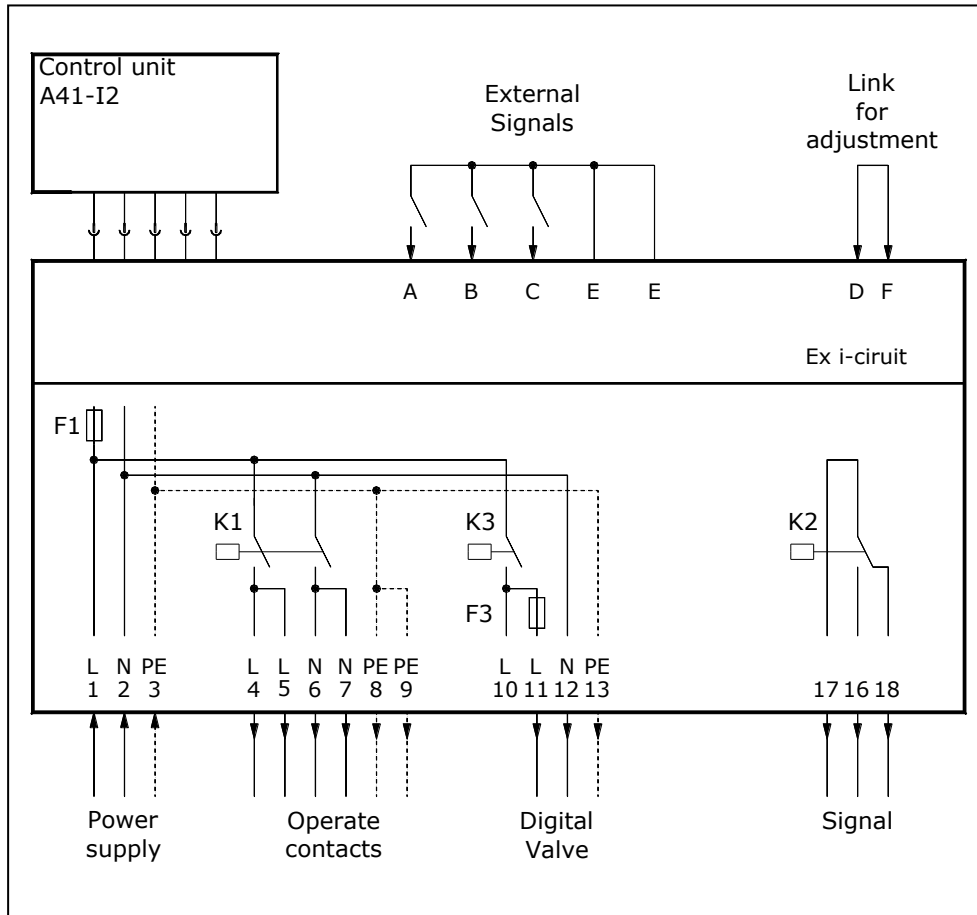 Control unit
A41-I2
External
Signals
Link
for
adjustment
A B C E E D F
Ex i-ciruit
F1
K1 K3 K2
F3
L N PE L L N N PE PE L L N PE
1 2 3 4 5 6 7 8 9 10 11 12 13 17 16 18
Power
supply
Operate
contacts
Digital
Valve
Signal